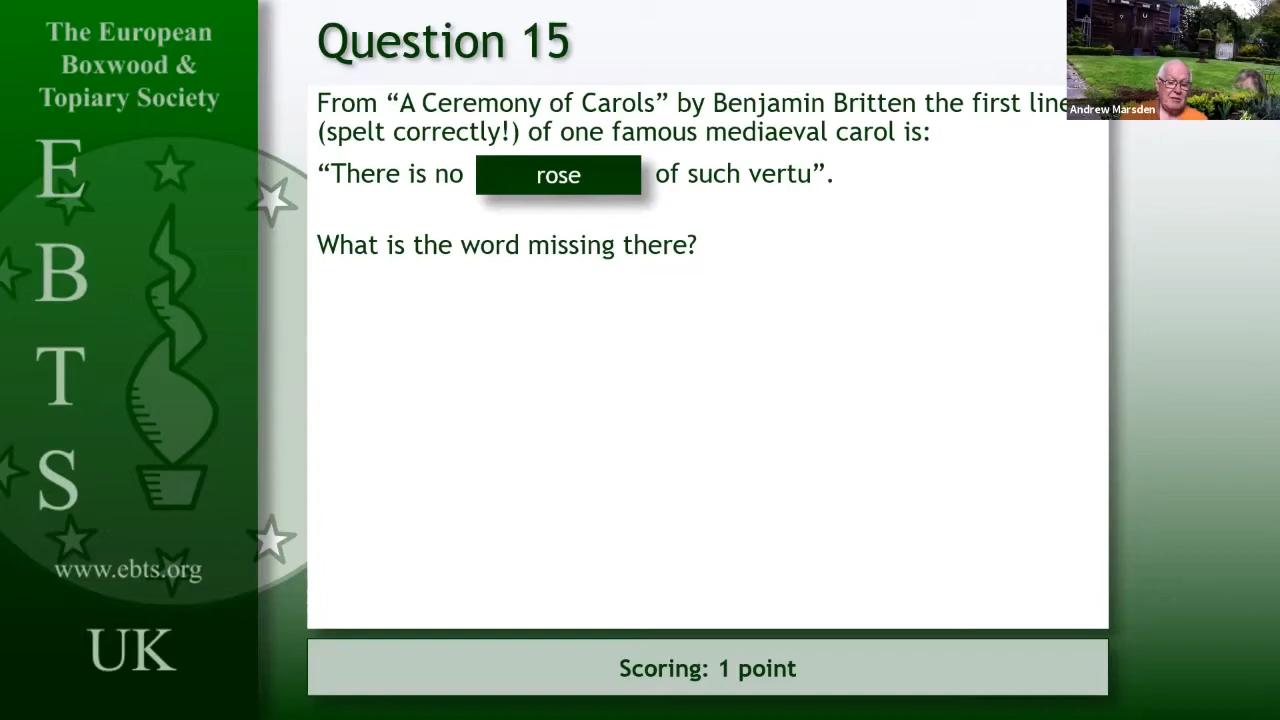 The European
Boxwood &
Topiary Society
E
B
T
S
www.ebts.org
UK
Question 15
From “A Ceremony of Carols” by Benjamin Britten the first line
(spelt correctly!) of one famous mediaeval carol is:
“There is no rose of such vertu”.
What is the word missing there?
Scoring: 1 point
Andrew Marsden